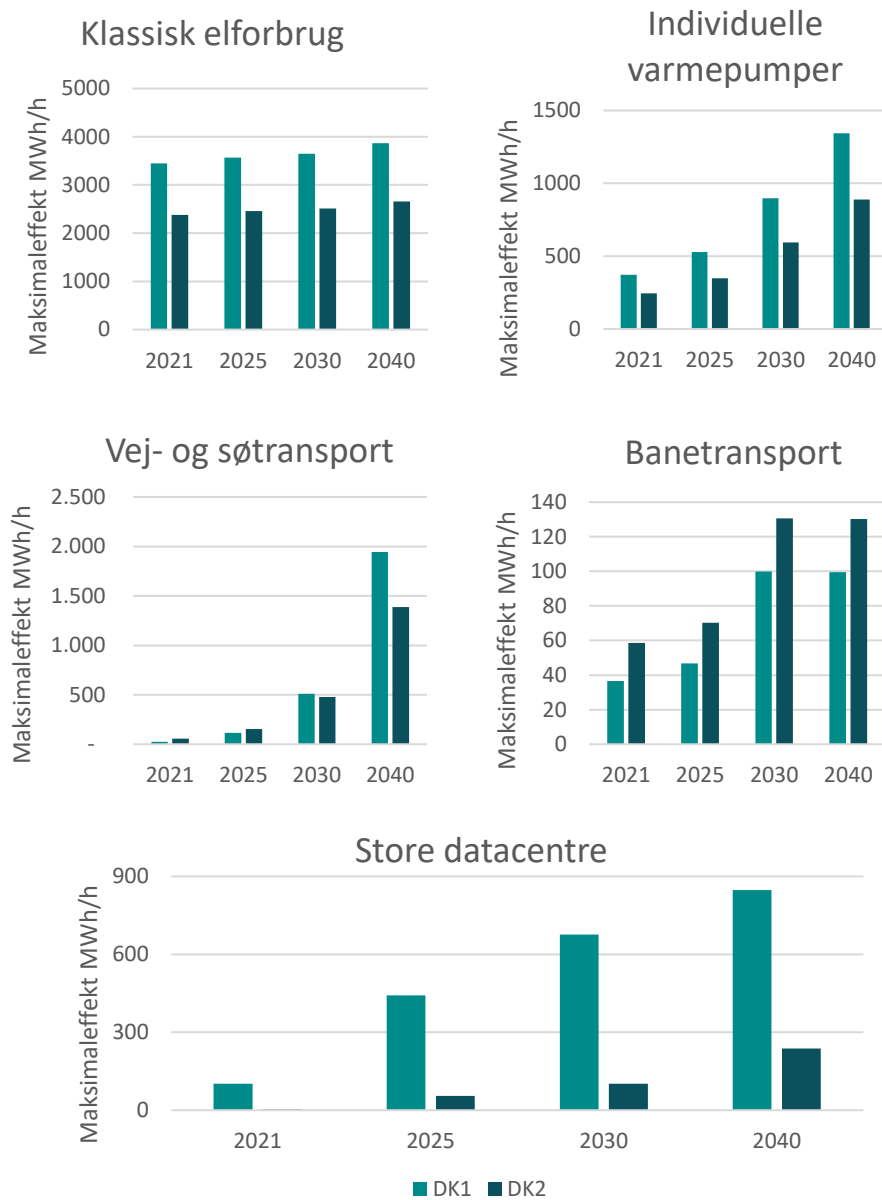 Klassisk elforbrug
Maksimaleffekt MWh/h
5000
4000
3000
2000
1000
0
2021 2025 2030 2040
Individuelle
varmepumper
Maksimaleffekt MWh/h
1500
1000
500
0
2021 2025 2030 2040
Vej- og søtransport
Maksimaleffekt MWh/h
2.500
2.000
1.500
1.000
500
-
2021 2025 2030 2040
Banetransport
Maksimaleffekt MWh/h
140
120
100
80
60
40
20
0
2021 2025 2030 2040
Store datacentre
Maksimaleffekt MWh/h
900
600
300
0
2021 2025 2030 2040
DK1 DK2